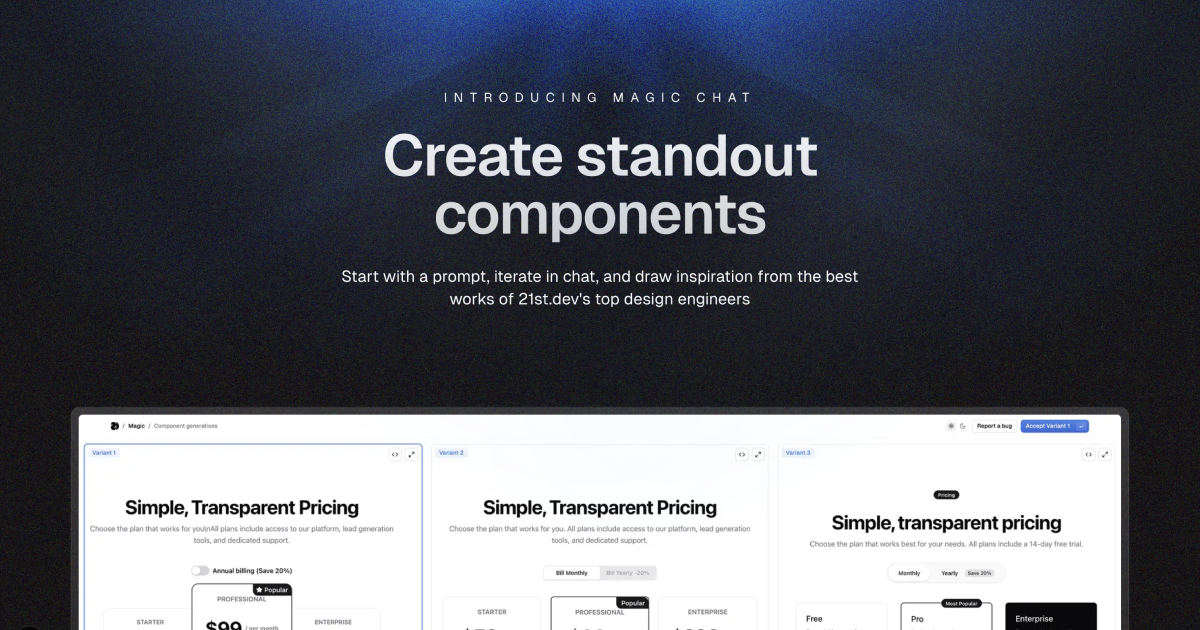 INTRODUCING MAGIC CHAT
Create standout
components
Start with a prompt, iterate in chat, and draw inspiration from the best
works of 21st.dev's top design engineers
/ Magic / Component generations
Report a bug
Accept Variant 1
Variant 1
Simple, Transparent Pricing
Choose the plan that works for you\nAll plans include access to our platform, lead generation
tools, and dedicated support.
Annual billing (Save 20%)
Popular
PROFESSIONAL
STARTER
$99 / per month
ENTERPRISE
Variant 2
Simple, Transparent Pricing
Choose the plan that works for you. All plans include access to our platform, lead generation
tools, and dedicated support.
Bill Monthly
Bill Yearly -20%
Popular
STARTER
PROFESSIONAL
ENTERPRISE
Variant 3
Pricing
Simple, transparent pricing
Choose the plan that works best for your needs. All plans include a 14-day free trial.
Monthly
Yearly
Save 20%
Most Popular
Free
Pro
Enterprise